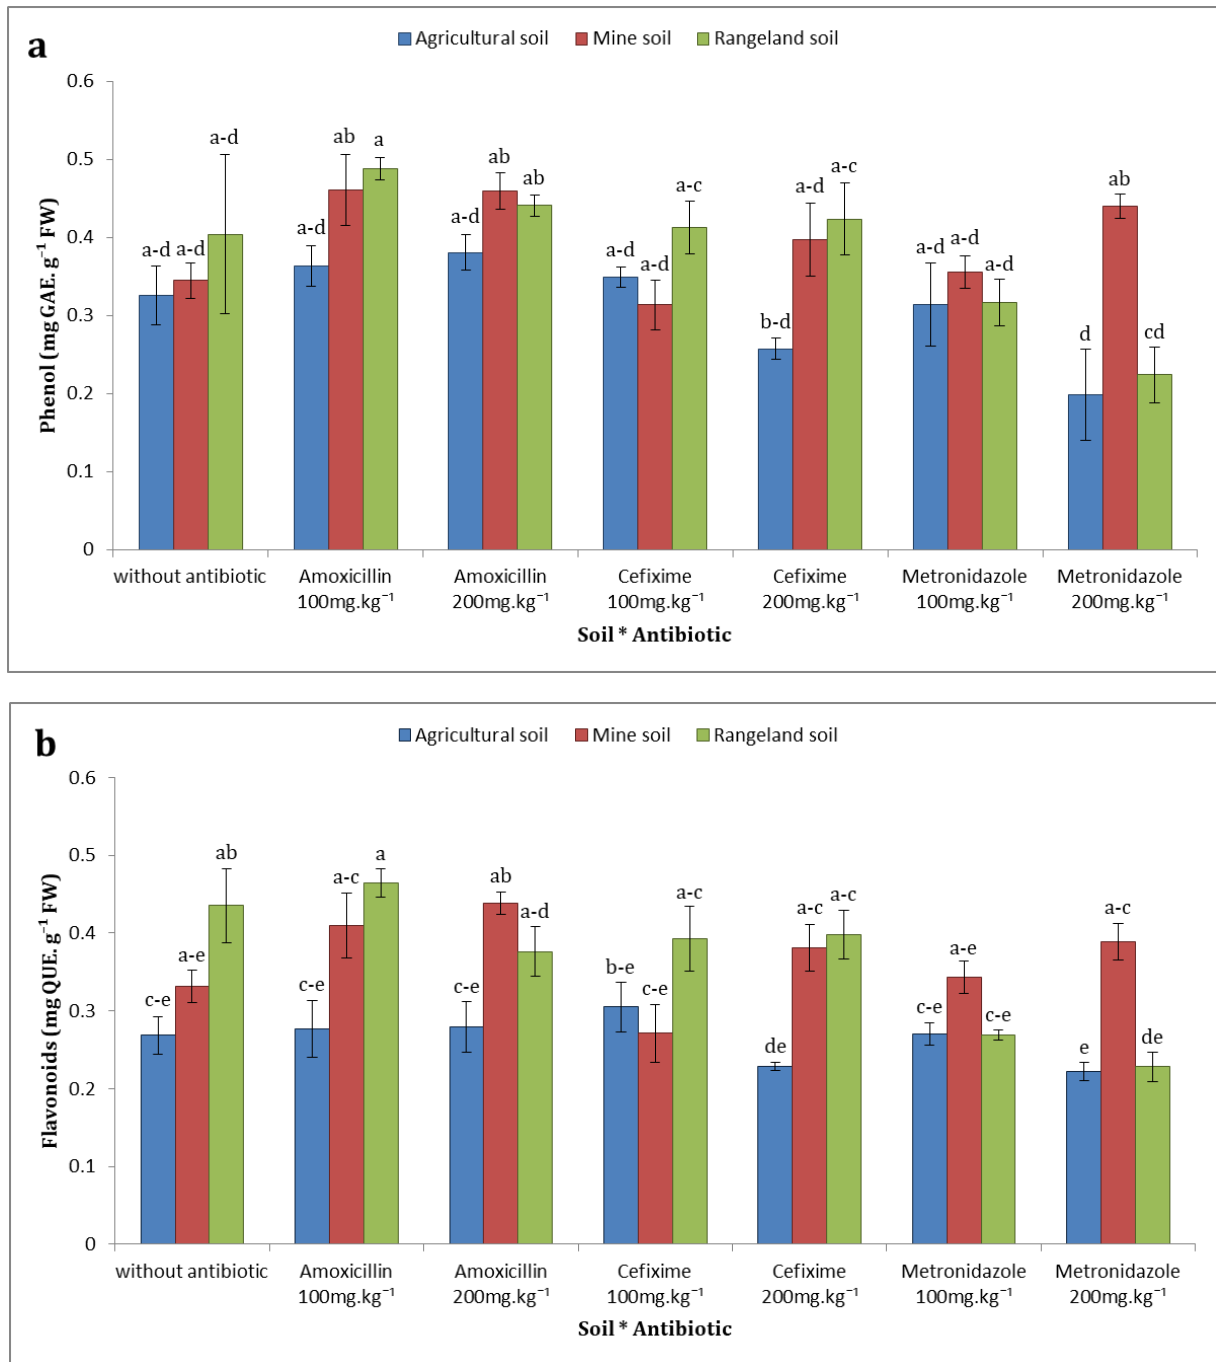 a
Agricultural soil Mine soil Rangeland soil
0.6
0.5
0.4
0.3
0.2
0.1
0
Phenol (mg GAE. g⁻¹ FW)
a-d a-d a-d
a-d ab a
a-d ab ab
a-d a-d a-c
b-d a-d a-c
a-d a-d a-d
d ab cd
without antibiotic Amoxicillin Amoxicillin Cefixime Cefixime Metronidazole Metronidazole
100mg.kg⁻¹ 200mg.kg⁻¹ 100mg.kg⁻¹ 200mg.kg⁻¹ 100mg.kg⁻¹ 200mg.kg⁻¹
Soil * Antibiotic
b
Agricultural soil Mine soil Rangeland soil
0.6
0.5
0.4
0.3
0.2
0.1
0
Flavonoids (mg QUE. g⁻¹ FW)
c-e a-e ab
c-e a-c a
c-e ab a-d
b-e c-e a-c
de a-c a-c
c-e a-e c-e
e a-c de
without antibiotic Amoxicillin Amoxicillin Cefixime Cefixime Metronidazole Metronidazole
100mg.kg⁻¹ 200mg.kg⁻¹ 100mg.kg⁻¹ 200mg.kg⁻¹ 100mg.kg⁻¹ 200mg.kg⁻¹
Soil * Antibiotic